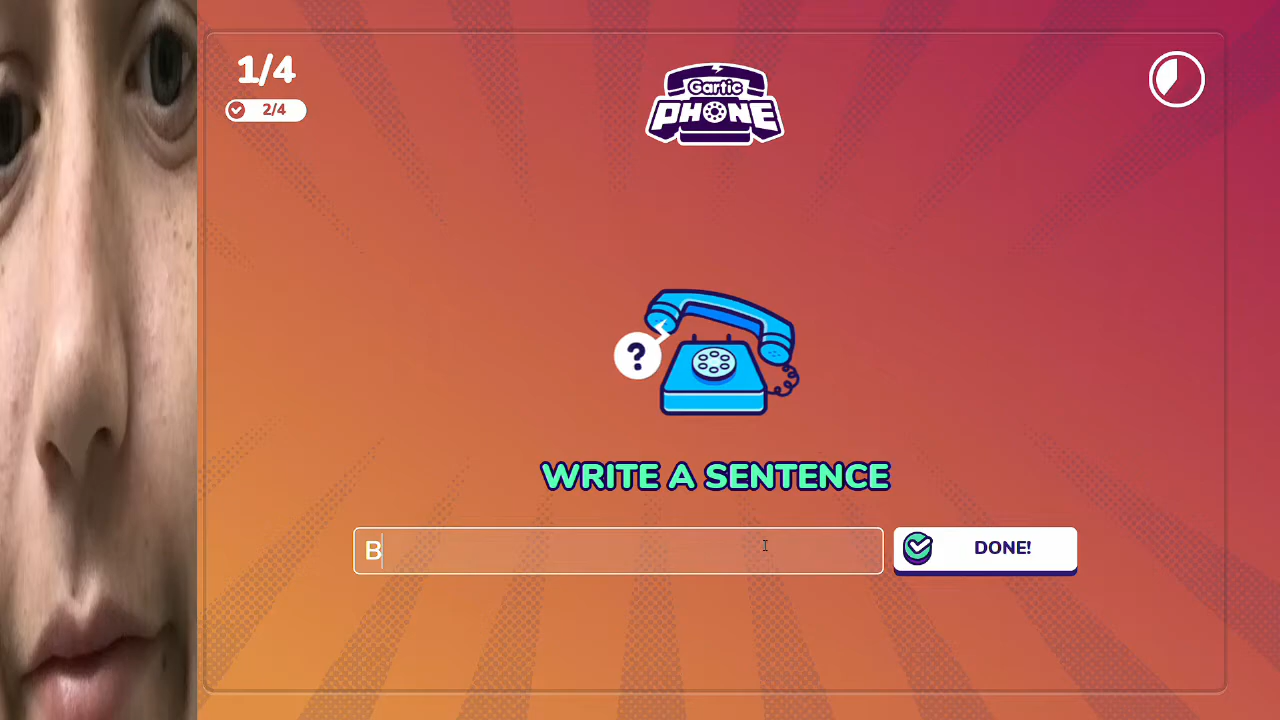 1/4
2/4
Gartic
PHONE
?
WRITE A SENTENCE
B
DONE!